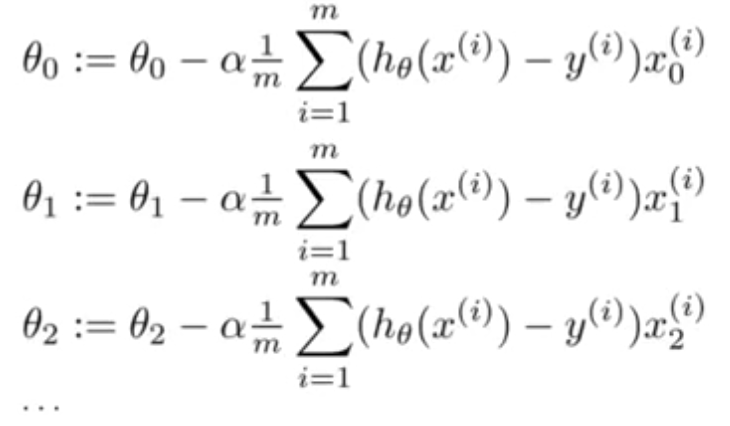 θ₀ := θ₀ − α 1/m ∑_{i=1}^{m} (h_θ(x^{(i)}) − y^{(i)})x₀^{(i)}
θ₁ := θ₁ − α 1/m ∑_{i=1}^{m} (h_θ(x^{(i)}) − y^{(i)})x₁^{(i)}
θ₂ := θ₂ − α 1/m ∑_{i=1}^{m} (h_θ(x^{(i)}) − y^{(i)})x₂^{(i)}
...